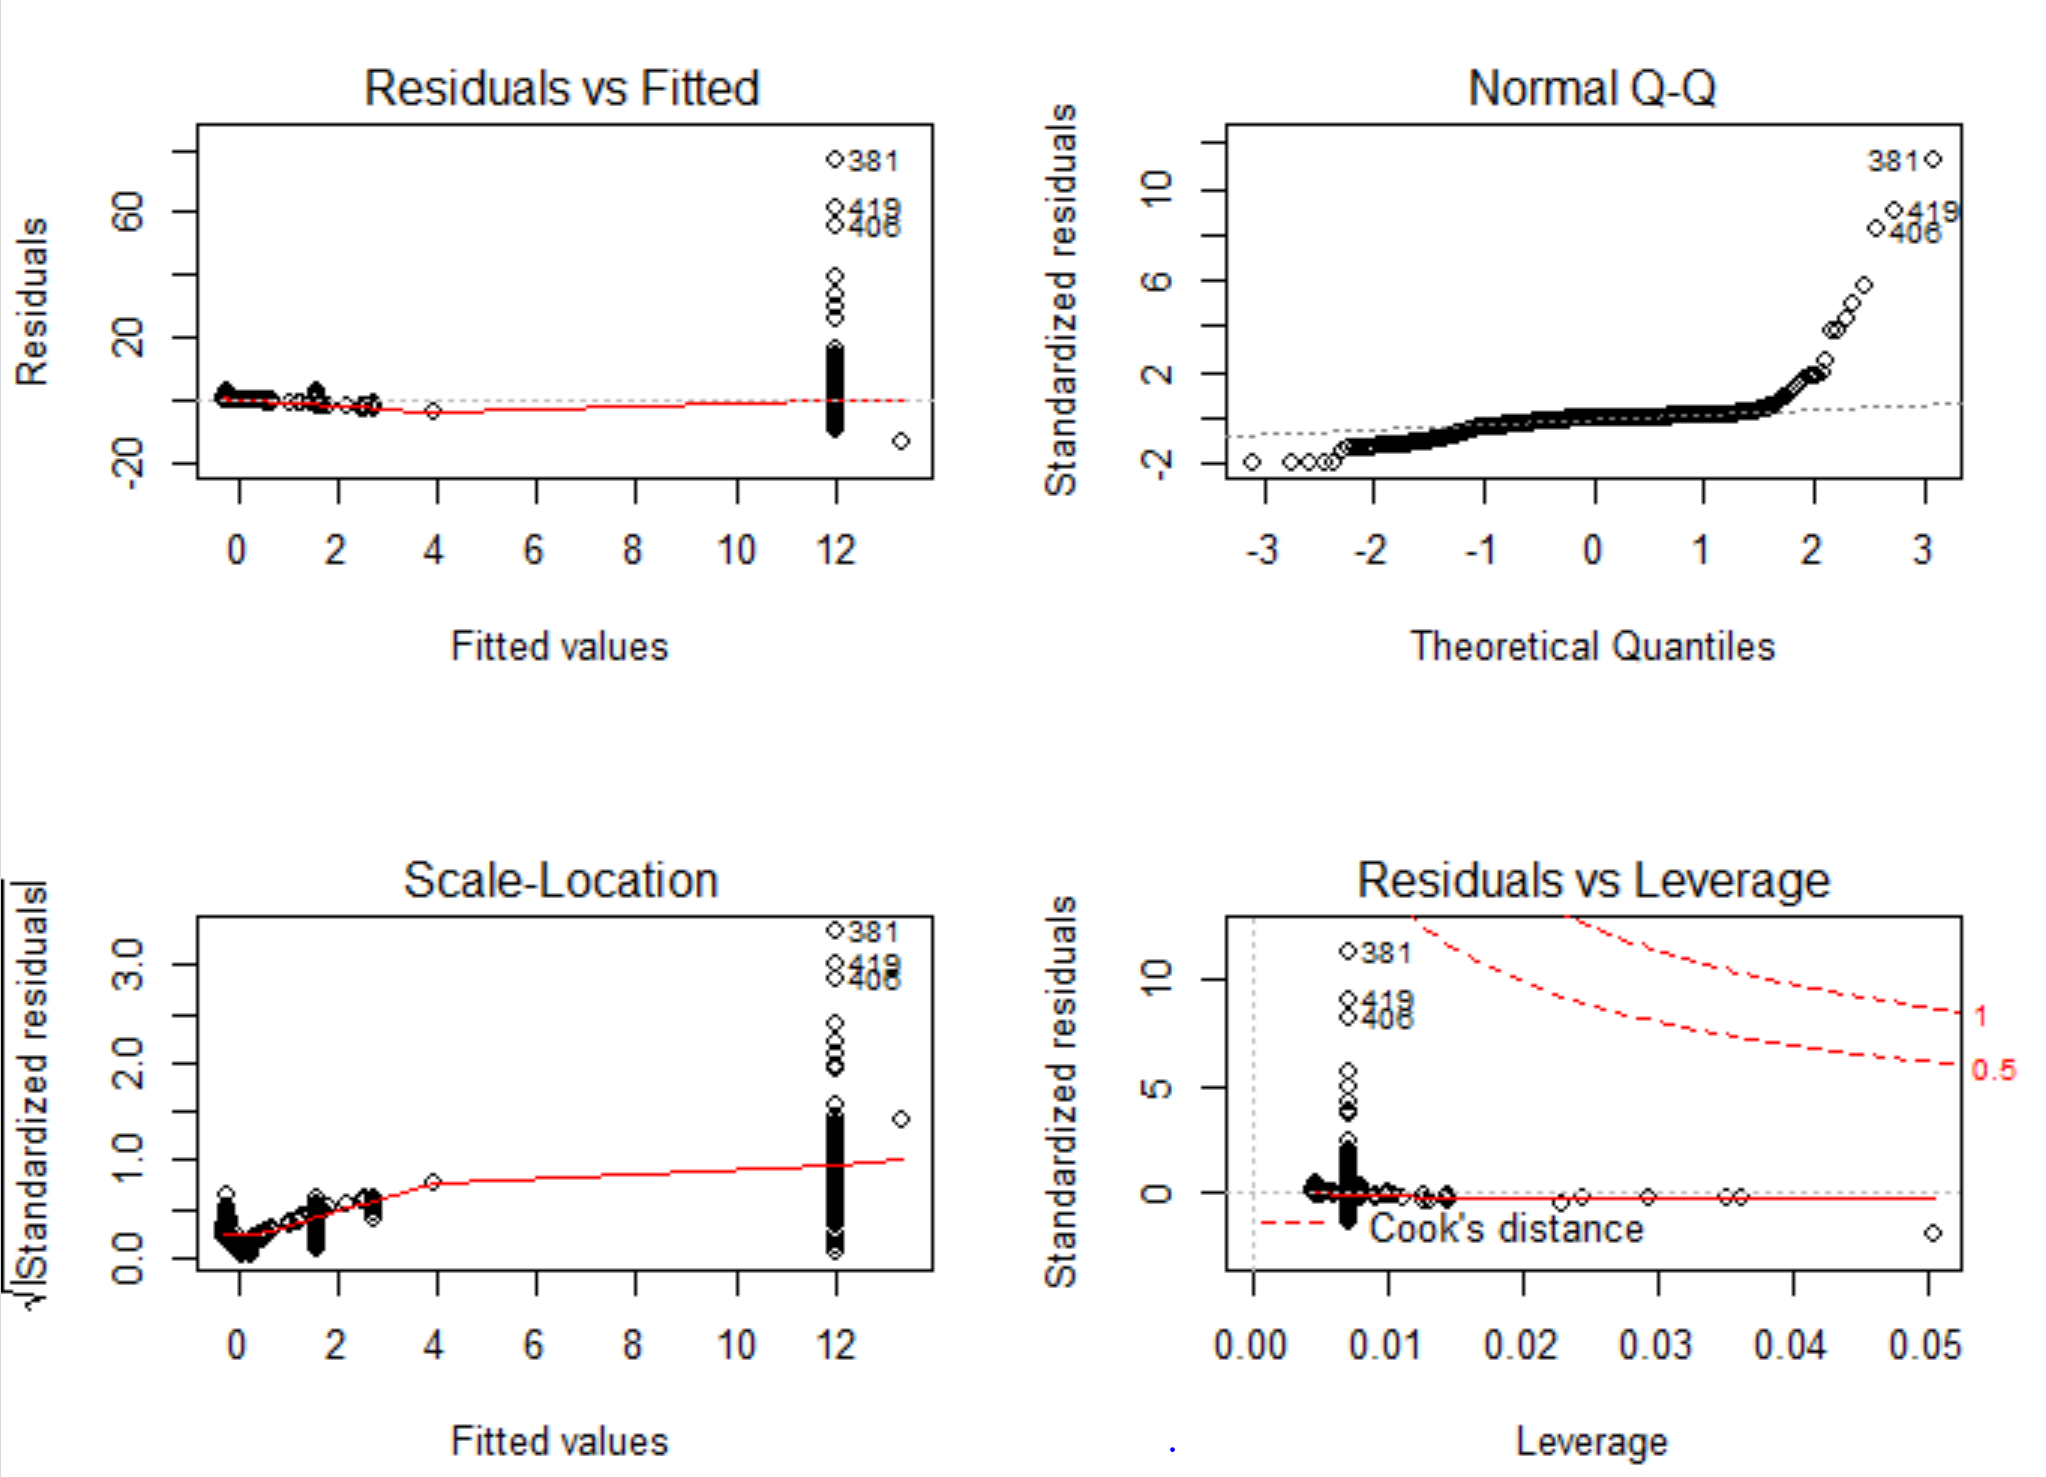 Residuals vs Fitted
Residuals
-20 20 60
381
419
406
0 2 4 6 8 10 12
Fitted values
Normal Q-Q
Standardized residuals
-2 2 6 10
381
419
406
-3 -2 -1 0 1 2 3
Theoretical Quantiles
Scale-Location
√|Standardized residuals|
0.0 1.0 2.0 3.0
381
419
406
0 2 4 6 8 10 12
Fitted values
Residuals vs Leverage
Standardized residuals
0 5 10
381
419
406
1
0.5
Cook's distance
0.00 0.01 0.02 0.03 0.04 0.05
Leverage